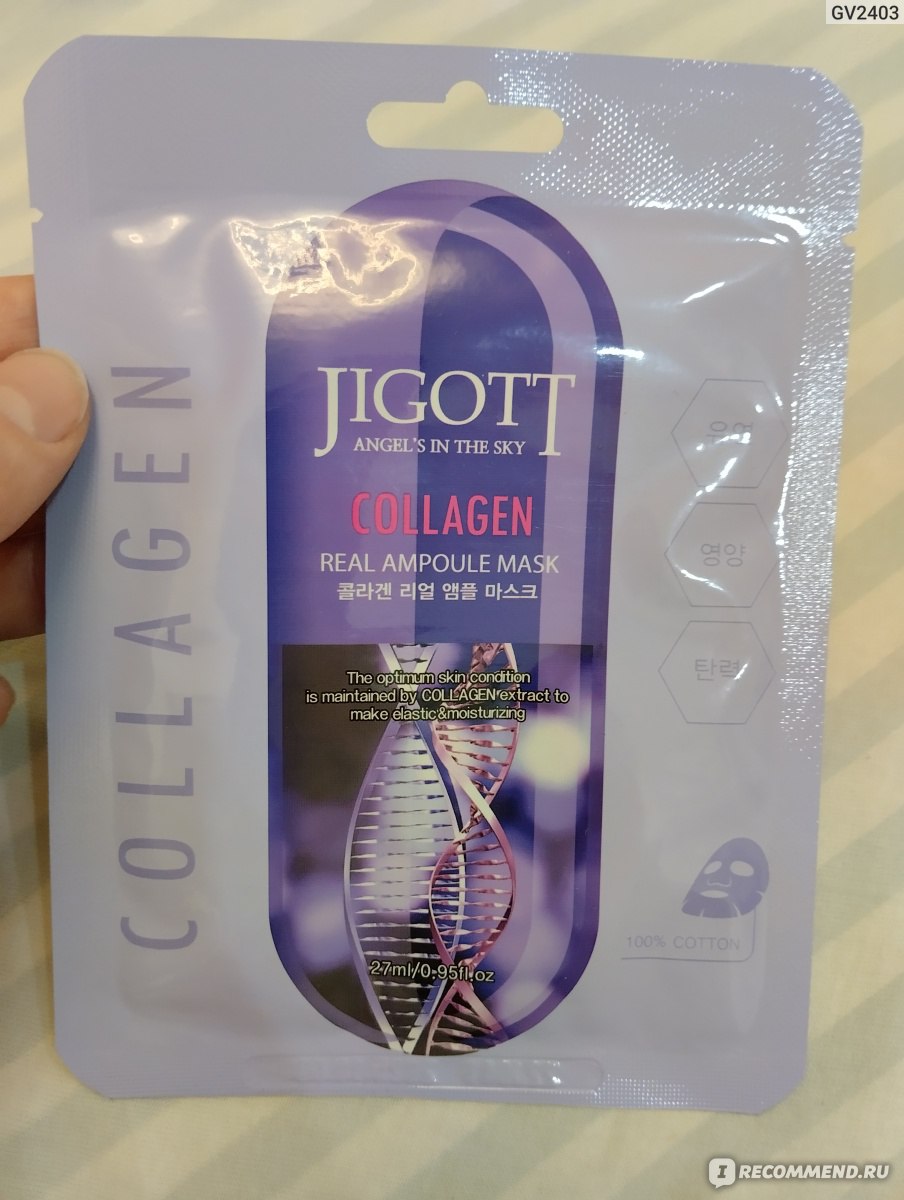 GV2403
COLLAGEN
JIGOTT
ANGEL'S IN THE SKY
COLLAGEN
REAL AMPOULE MASK
콜라겐 리얼 앰플 마스크
The optimum skin condition
is maintained by COLLAGEN extract to
make elastic&moisturizing
27ml/0.95fl.oz
영양
탄력
100% COTTON
IRECOMMEND.RU